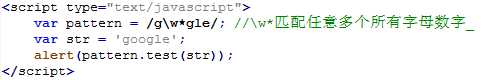 <script type="text/javascript">
var pattern = /g\w*gle/; //\w*匹配任意多个所有字母数字_
var str = 'google';
alert(pattern.test(str));
</script>